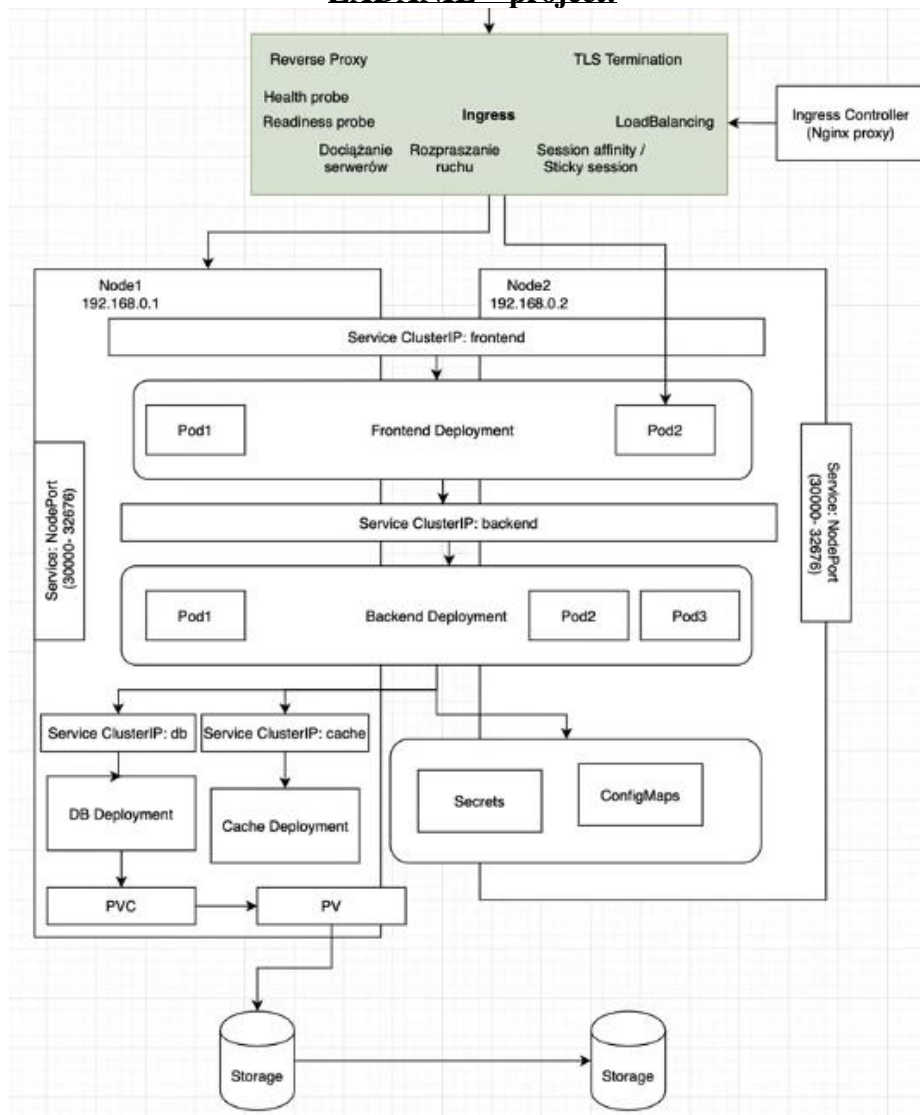 ZADANIE – project:
Reverse Proxy
TLS Termination
Health probe
Readiness probe
Ingress
LoadBalancing
Dociążanie
serwerów
Rozpraszanie
ruchu
Session affinity /
Sticky session
Ingress Controller
(Nginx proxy)
Node1
192.168.0.1
Node2
192.168.0.2
Service ClusterIP: frontend
Pod1
Frontend Deployment
Pod2
Service: NodePort
(30000- 32676)
Service: NodePort
(30000- 32676)
Service ClusterIP: backend
Pod1
Backend Deployment
Pod2
Pod3
Service ClusterIP: db
Service ClusterIP: cache
DB Deployment
Cache Deployment
Secrets
ConfigMaps
PVC
PV
Storage
Storage